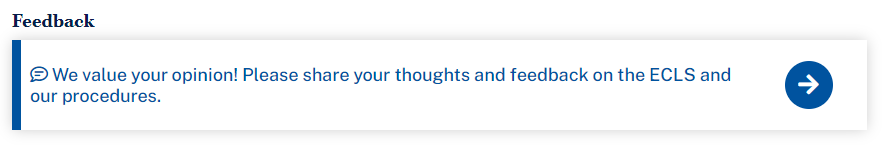 Feedback
We value your opinion! Please share your thoughts and feedback on the ECLS and
our procedures.